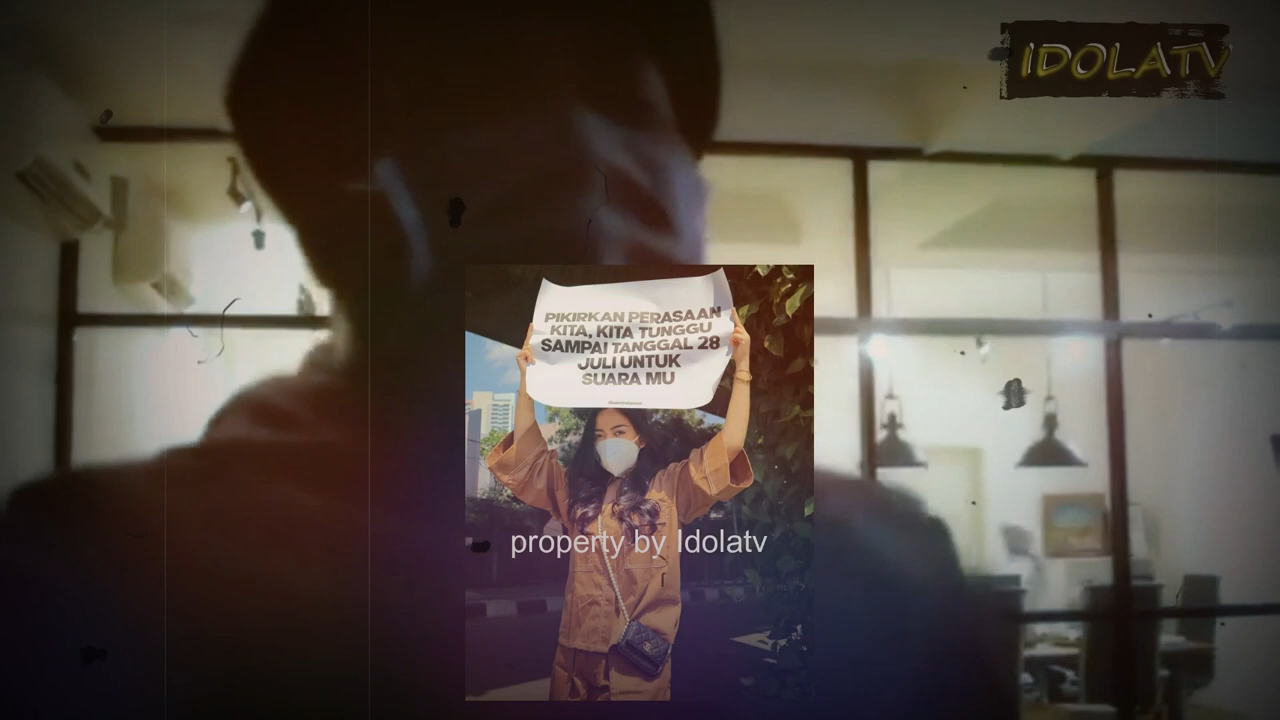 IDOLATV
PIKIRKAN PERASAAN
KITA, KITA TUNGGU
SAMPAI TANGGAL 28
JULI UNTUK
SUARA MU
property by Idolatv